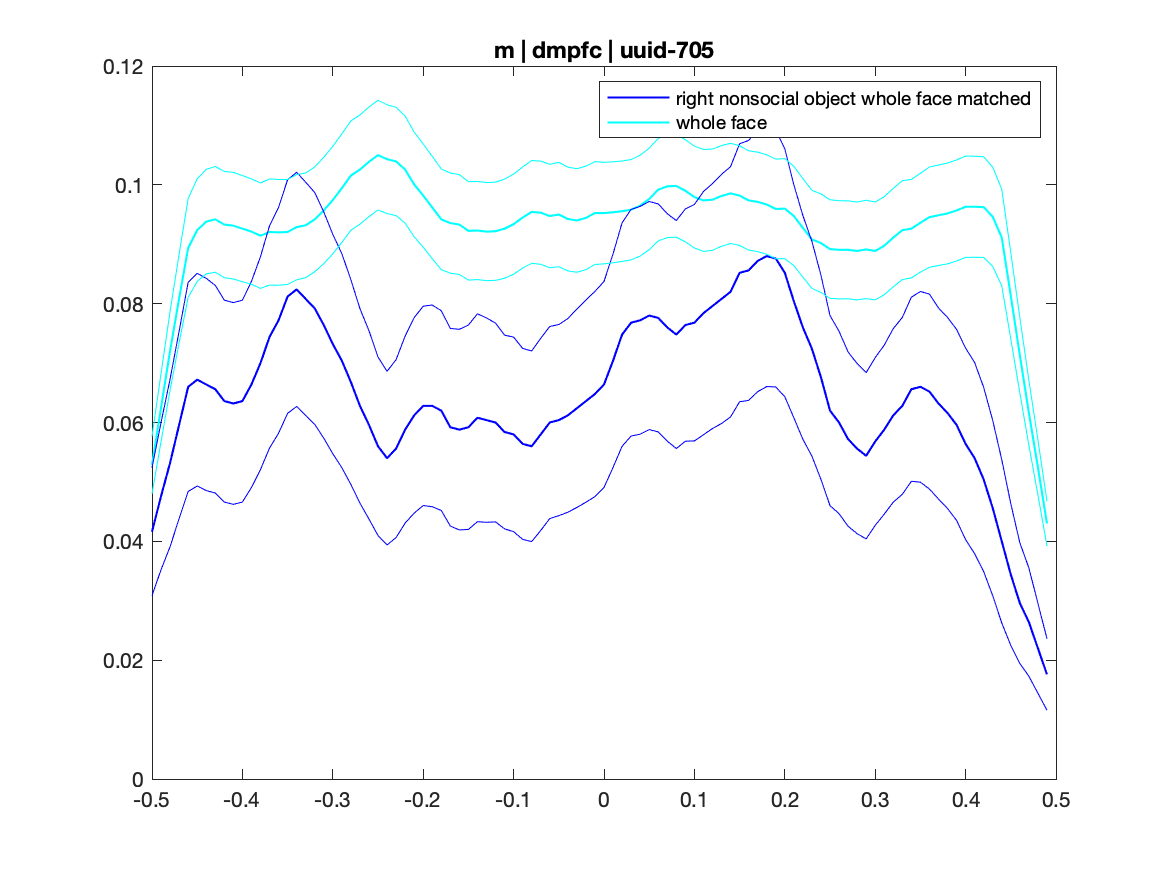 m | dmpfc | uuid-705
right nonsocial object whole face matched
whole face
0.12
0.1
0.08
0.06
0.04
0.02
0
-0.5 -0.4 -0.3 -0.2 -0.1 0 0.1 0.2 0.3 0.4 0.5